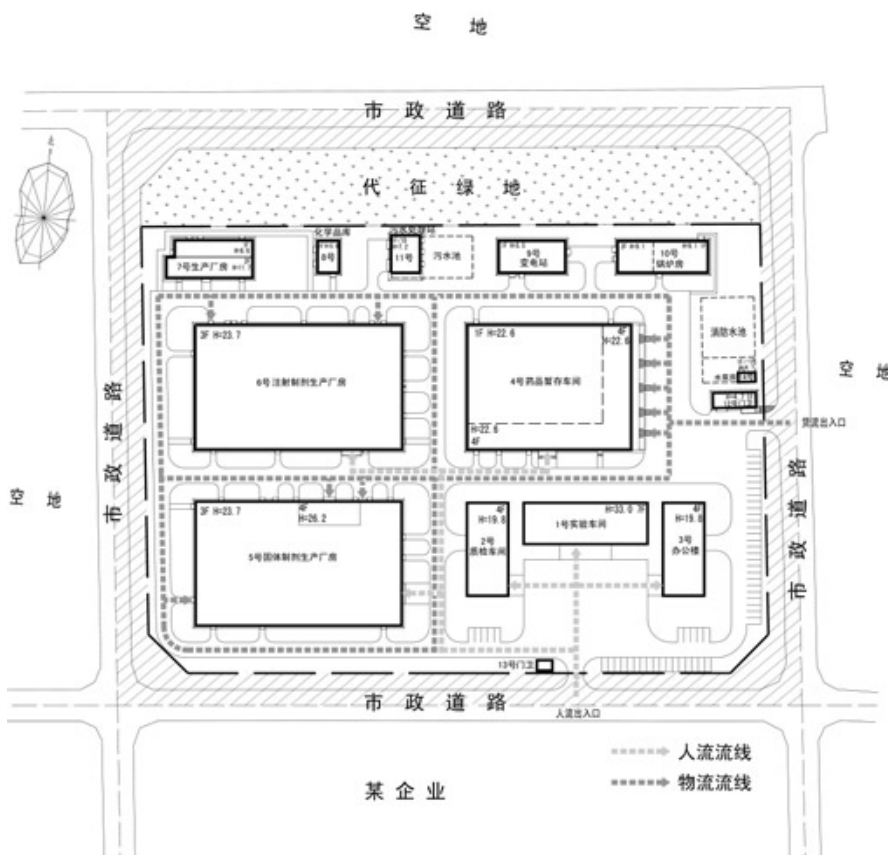 空 地
市 政 道 路
北
代 征 绿 地
化学品库
7号生产厂房
8号
11号
污水池
9号
变电站
10号
锅炉房
3F H=23.7
6号注射制剂生产厂房
1F H=22.6
4F
H=22.6
4号药品暂存车间
H=22.6
4F
消防水池
12号门卫
货流出入口
空 地
市 政 道 路
空 地
市 政 道 路
3F H=23.7
4F
H=26.2
5号固体制剂生产厂房
4F
H=19.8
2号
质检车间
H=33.0 7F
1号实验车间
4F
H=19.8
3号
办公楼
13号门卫
市 政 道 路
人流出入口
人流流线
物流流线
某 企 业